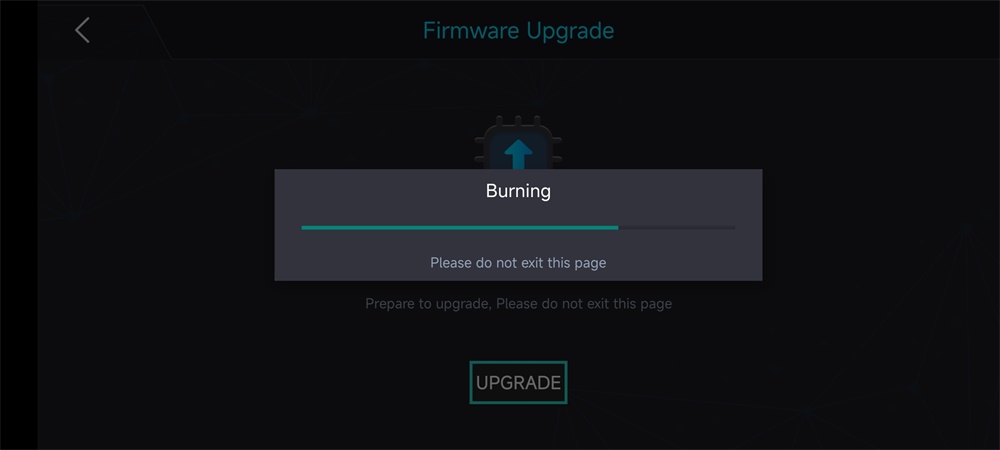 Firmware Upgrade
Burning
Please do not exit this page
Prepare to upgrade, Please do not exit this page
UPGRADE